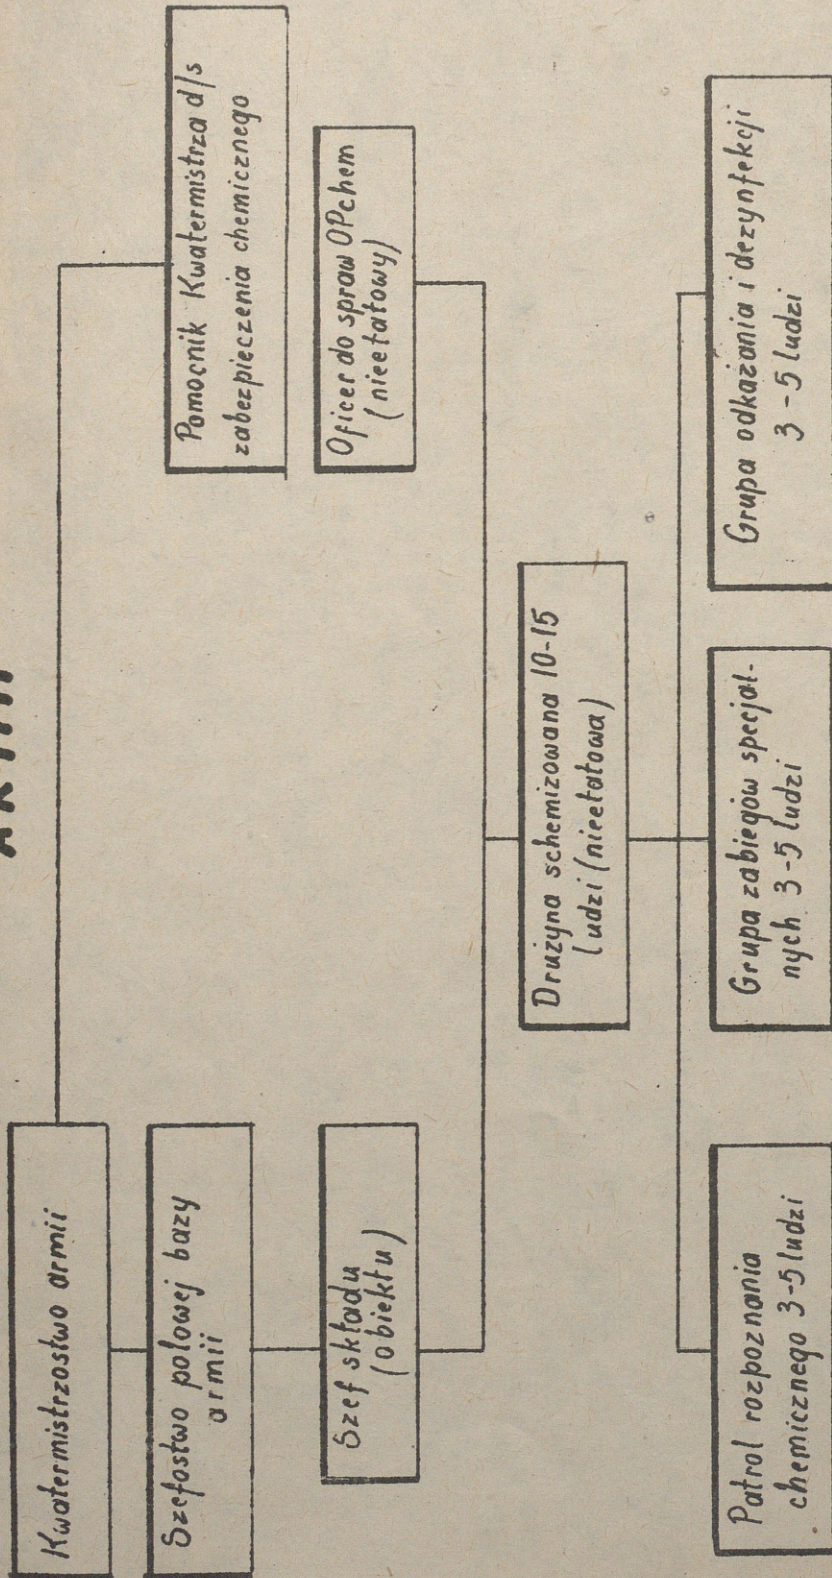 ARMII
Kwatermistrzostwo armii
Pomocnik Kwatermistrza d/s
zabezpieczenia chemicznego
Szefostwo polowej bazy
armii
Szef składu
(obiektu)
Oficer do spraw OPchem
(nieetatowy)
Drużyna schemizowana 10-15
ludzi (nieetatowa)
Patrol rozpoznania
chemicznego 3-5 ludzi
Grupa zabiegów specjal-
nych 3-5 ludzi
Grupa odkażania i dezynfekcji
3-5 ludzi